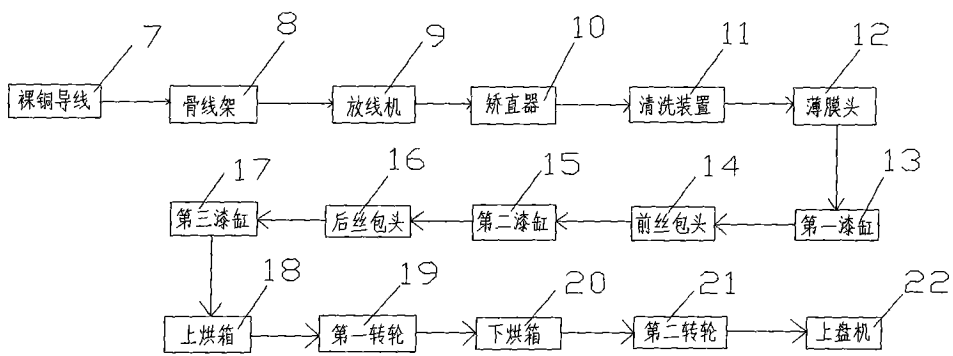 7 8 9 10 11 12
裸铜导线 骨线架 放线机 矫直器 清洗装置 薄膜头
17 16 15 14 13
第三漆缸 后丝包头 第二漆缸 前丝包头 第一漆缸
18 19 20 21 22
上烘箱 第一转轮 下烘箱 第二转轮 上盘机